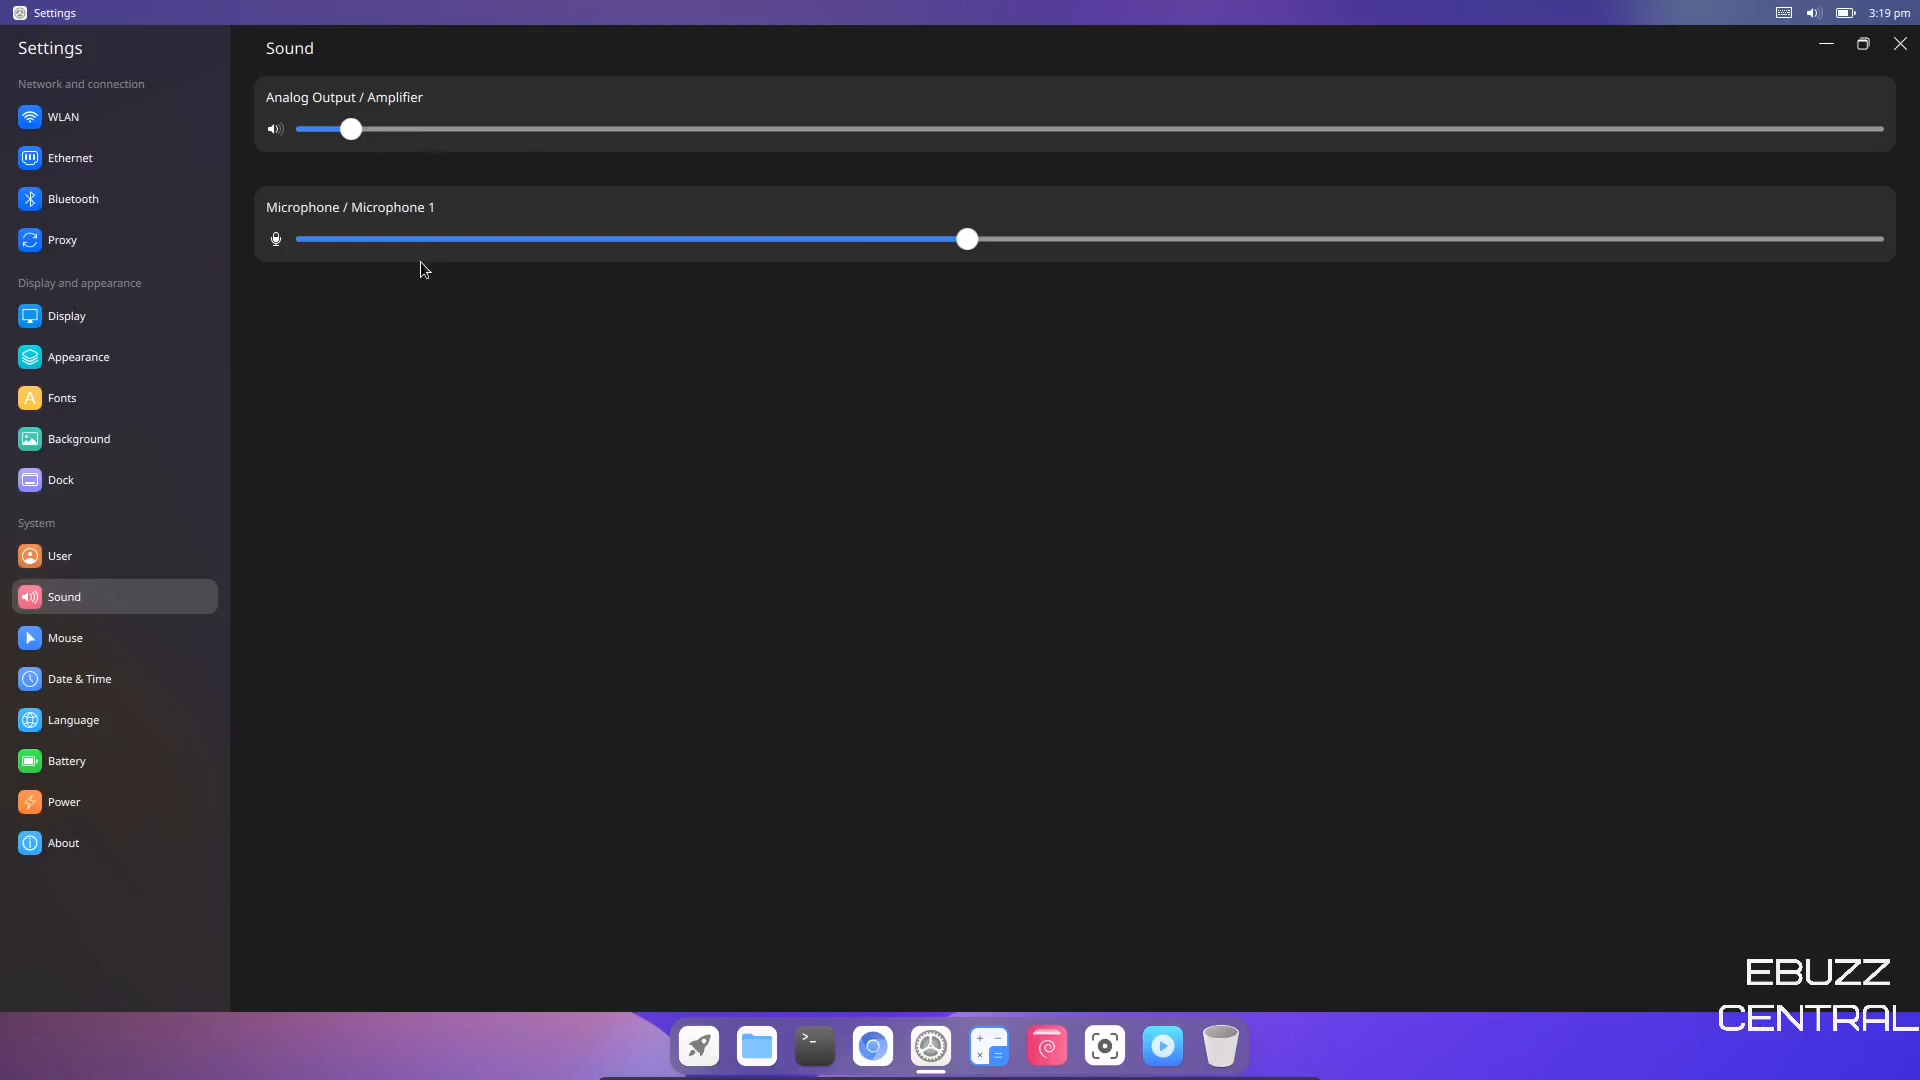 Settings
3:19 pm
Settings
Sound
Network and connection
WLAN
Ethernet
Bluetooth
Proxy
Display and appearance
Display
Appearance
Fonts
Background
Dock
System
User
Sound
Mouse
Date & Time
Language
Battery
Power
About
Analog Output / Amplifier
Microphone / Microphone 1
EBUZZ
CENTRAL